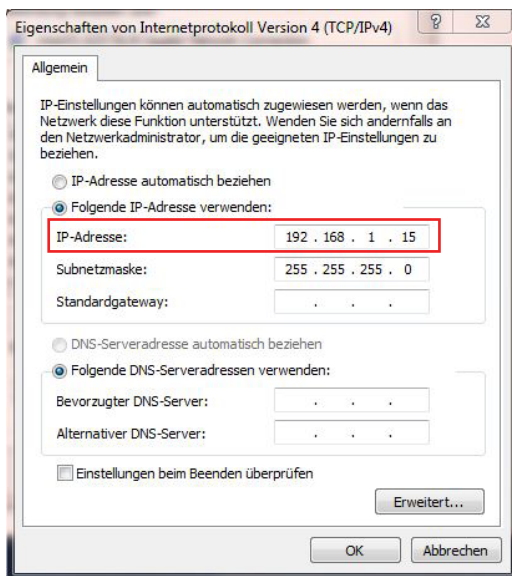 Eigenschaften von Internetprotokoll Version 4 (TCP/IPv4)
Allgemein
IP-Einstellungen können automatisch zugewiesen werden, wenn das
Netzwerk diese Funktion unterstützt. Wenden Sie sich andernfalls an
den Netzwerkadministrator, um die geeigneten IP-Einstellungen zu
beziehen.
IP-Adresse automatisch beziehen
Folgende IP-Adresse verwenden:
IP-Adresse: 192 . 168 . 1 . 15
Subnetzmaske: 255 . 255 . 255 . 0
Standardgateway: . . .
DNS-Serveradresse automatisch beziehen
Folgende DNS-Serveradressen verwenden:
Bevorzugter DNS-Server: . . .
Alternativer DNS-Server: . . .
Einstellungen beim Beenden überprüfen
Erweitert...
OK Abbrechen